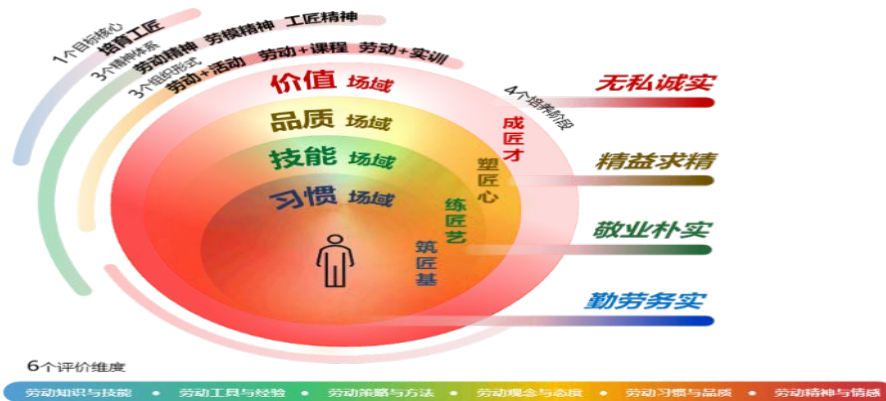 1个目标核心
培育工匠
3个精神体系
劳动精神 劳模精神 工匠精神
3个组织形式
劳动+活动 劳动+课程 劳动+实训
4个培养阶段
价值 场域
成匠才
无私诚实
品质 场域
塑匠心
精益求精
技能 场域
练匠艺
敬业朴实
习惯 场域
筑匠基
勤劳务实
6个评价维度
劳动知识与技能 • 劳动工具与经验 • 劳动策略与方法 • 劳动观念与态度 • 劳动习惯与品质 • 劳动精神与情感